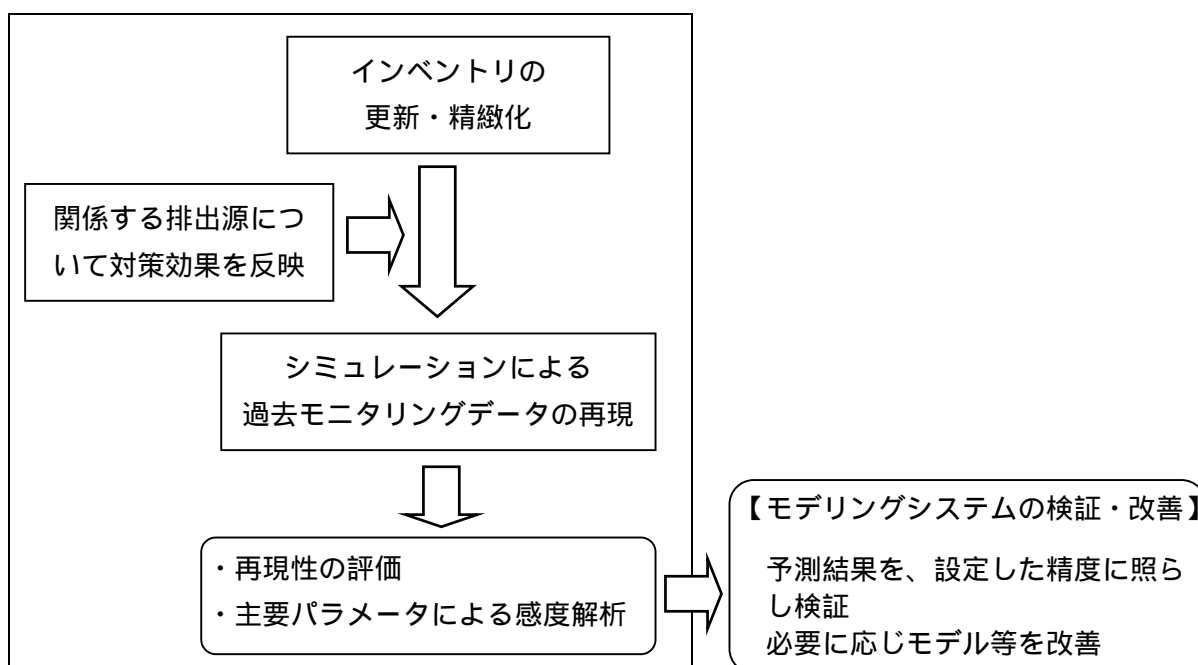 インベントリの
更新・精緻化
関係する排出源につ
いて対策効果を反映
シミュレーションによる
過去モニタリングデータの再現
・再現性の評価
・主要パラメータによる感度解析
【モデリングシステムの検証・改善】
予測結果を、設定した精度に照ら
し検証
必要に応じモデル等を改善